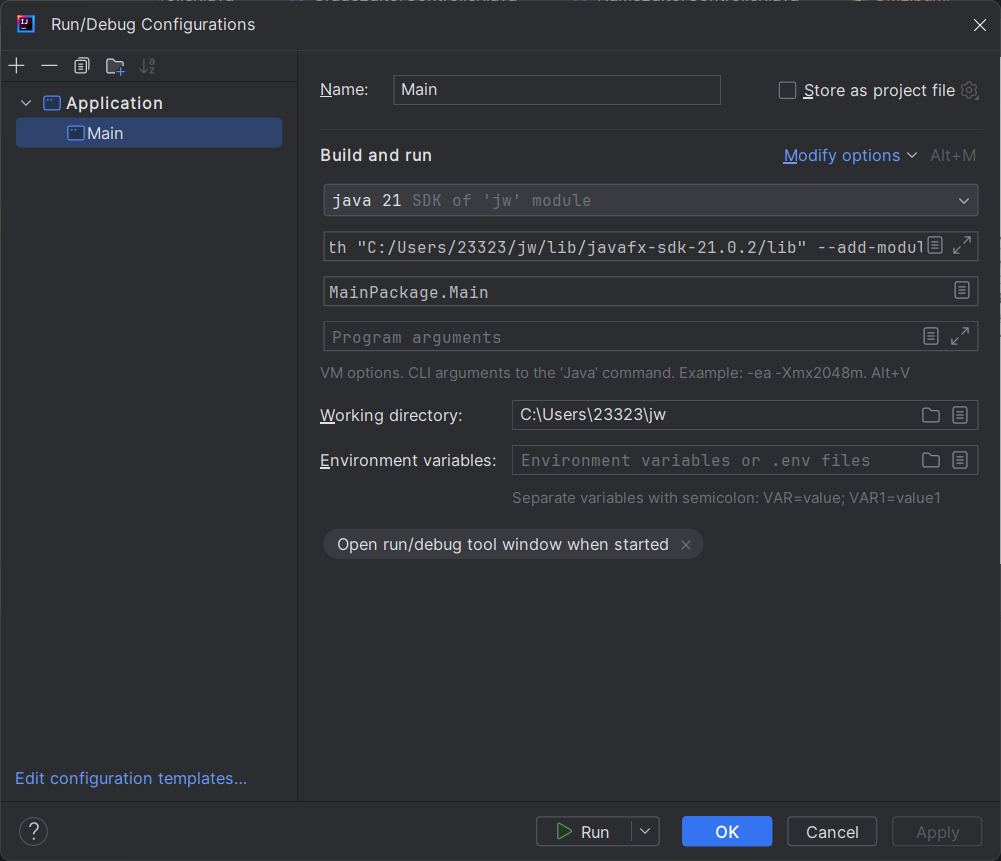 Run/Debug Configurations
Application
Main
Name: Main Store as project file
Build and run Modify options Alt+M
java 21 SDK of 'jw' module
th "C:/Users/23323/jw/lib/javafx-sdk-21.0.2/lib" --add-modul
MainPackage.Main
Program arguments
VM options. CLI arguments to the ‘Java’ command. Example: -ea -Xmx2048m. Alt+V
Working directory: C:\Users\23323\jw
Environment variables: Environment variables or .env files
Separate variables with semicolon: VAR=value; VAR1=value1
Open run/debug tool window when started
Edit configuration templates...
? Run OK Cancel Apply